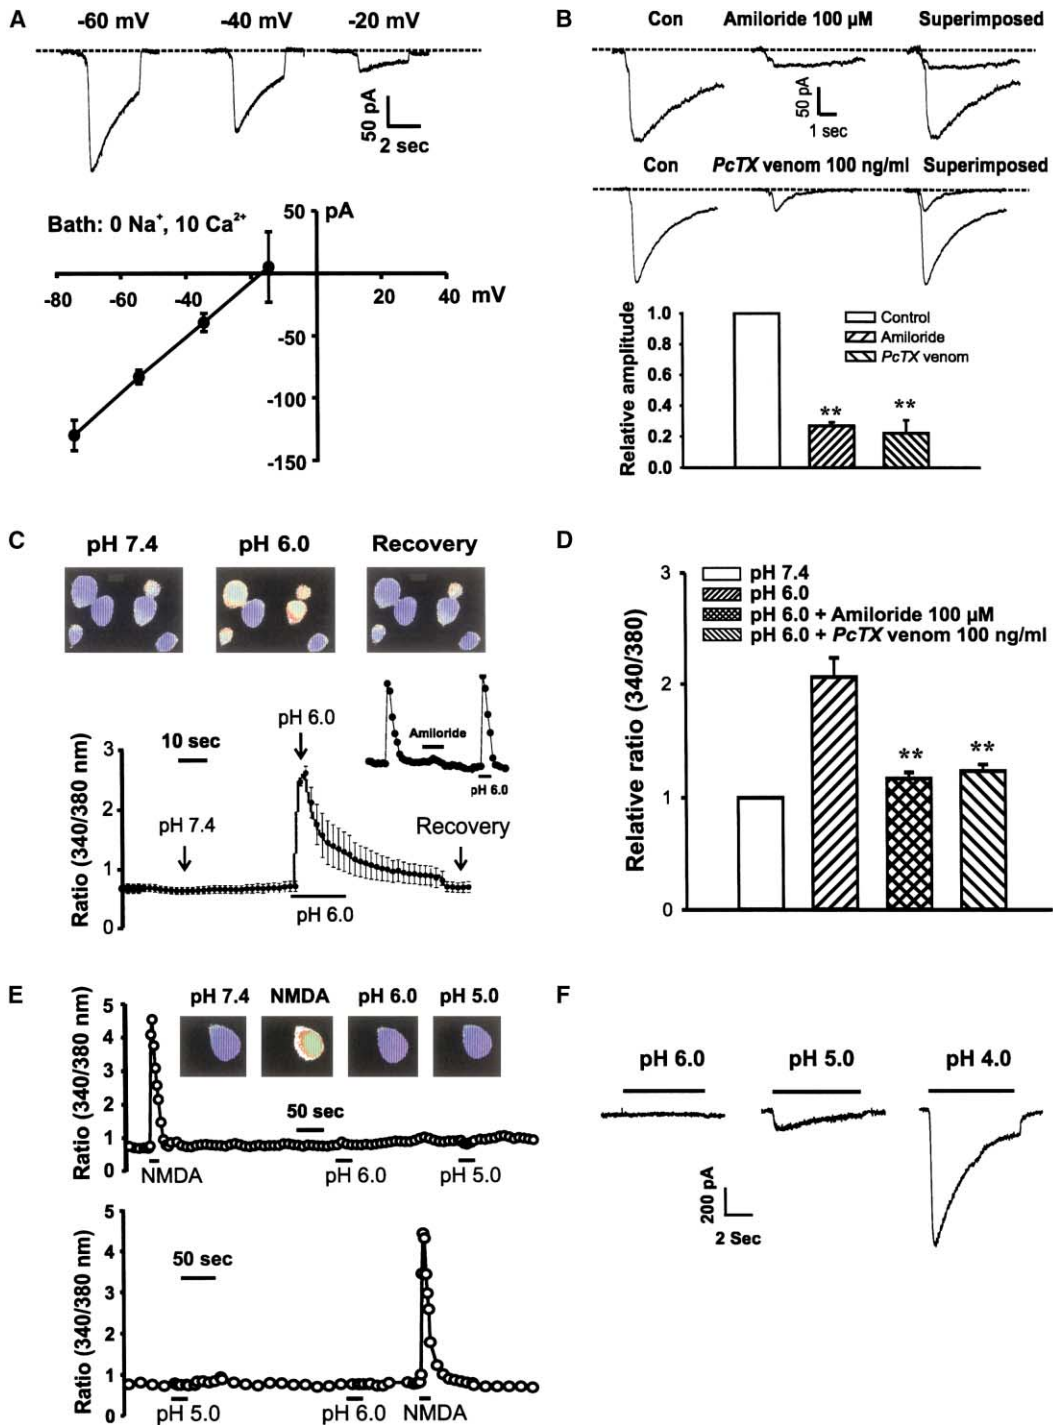 A
-60 mV -40 mV -20 mV
50 pA
2 sec
Bath: 0 Na⁺, 10 Ca²⁺
50 pA
-80 -60 -40 20 40 mV
-50
-100
-150
B
Con Amiloride 100 µM Superimposed
50 pA
1 sec
Con PcTX venom 100 ng/ml Superimposed
Relative amplitude
1.0
0.8
0.6
0.4
0.2
0.0
Control
Amiloride
PcTX venom
** **
C
pH 7.4 pH 6.0 Recovery
Ratio (340/380 nm)
3
2
1
0
10 sec
pH 7.4
pH 6.0
Amiloride
pH 6.0
Recovery
pH 6.0
D
Relative ratio (340/380)
3
2
1
0
pH 7.4
pH 6.0
pH 6.0 + Amiloride 100 µM
pH 6.0 + PcTX venom 100 ng/ml
** **
E
pH 7.4 NMDA pH 6.0 pH 5.0
Ratio (340/380 nm)
5
4
3
2
1
0
50 sec
NMDA pH 6.0 pH 5.0
Ratio (340/380 nm)
5
4
3
2
1
0
50 sec
pH 5.0 pH 6.0 NMDA
F
pH 6.0 pH 5.0 pH 4.0
200 pA
2 Sec